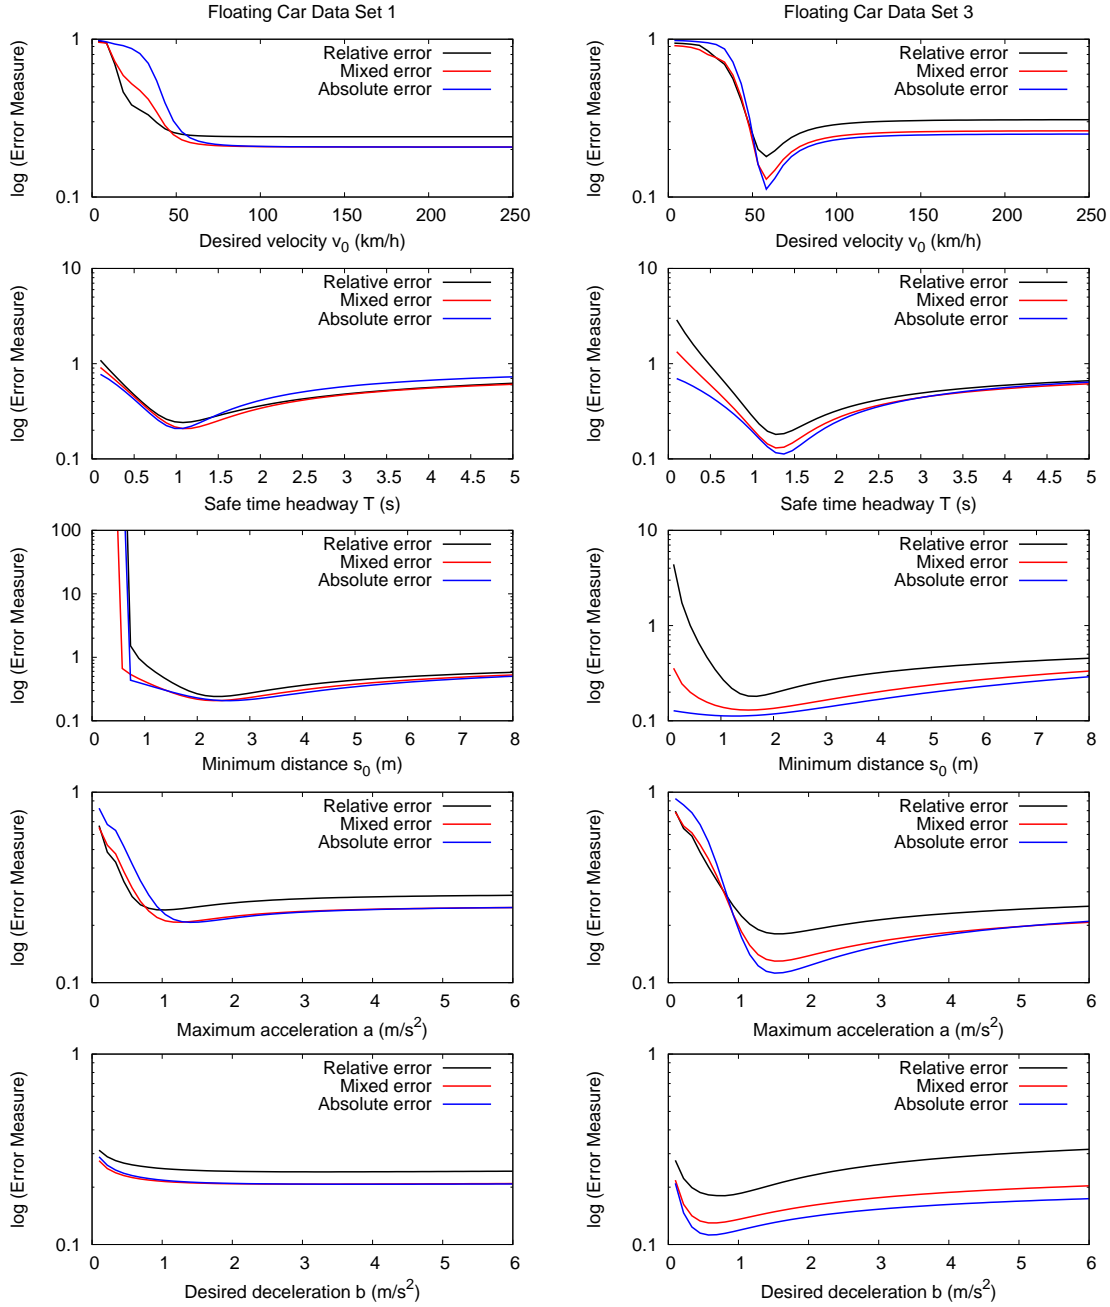 Floating Car Data Set 1
log (Error Measure)
1
0.1
Relative error
Mixed error
Absolute error
0 50 100 150 200 250
Desired velocity v0 (km/h)
Floating Car Data Set 3
log (Error Measure)
1
0.1
Relative error
Mixed error
Absolute error
0 50 100 150 200 250
Desired velocity v0 (km/h)
log (Error Measure)
10
1
0.1
Relative error
Mixed error
Absolute error
0 0.5 1 1.5 2 2.5 3 3.5 4 4.5 5
Safe time headway T (s)
log (Error Measure)
10
1
0.1
Relative error
Mixed error
Absolute error
0 0.5 1 1.5 2 2.5 3 3.5 4 4.5 5
Safe time headway T (s)
log (Error Measure)
100
10
1
0.1
Relative error
Mixed error
Absolute error
0 1 2 3 4 5 6 7 8
Minimum distance s0 (m)
log (Error Measure)
10
1
0.1
Relative error
Mixed error
Absolute error
0 1 2 3 4 5 6 7 8
Minimum distance s0 (m)
log (Error Measure)
1
0.1
Relative error
Mixed error
Absolute error
0 1 2 3 4 5 6
Maximum acceleration a (m/s²)
log (Error Measure)
1
0.1
Relative error
Mixed error
Absolute error
0 1 2 3 4 5 6
Maximum acceleration a (m/s²)
log (Error Measure)
1
0.1
Relative error
Mixed error
Absolute error
0 1 2 3 4 5 6
Desired deceleration b (m/s²)
log (Error Measure)
1
0.1
Relative error
Mixed error
Absolute error
0 1 2 3 4 5 6
Desired deceleration b (m/s²)